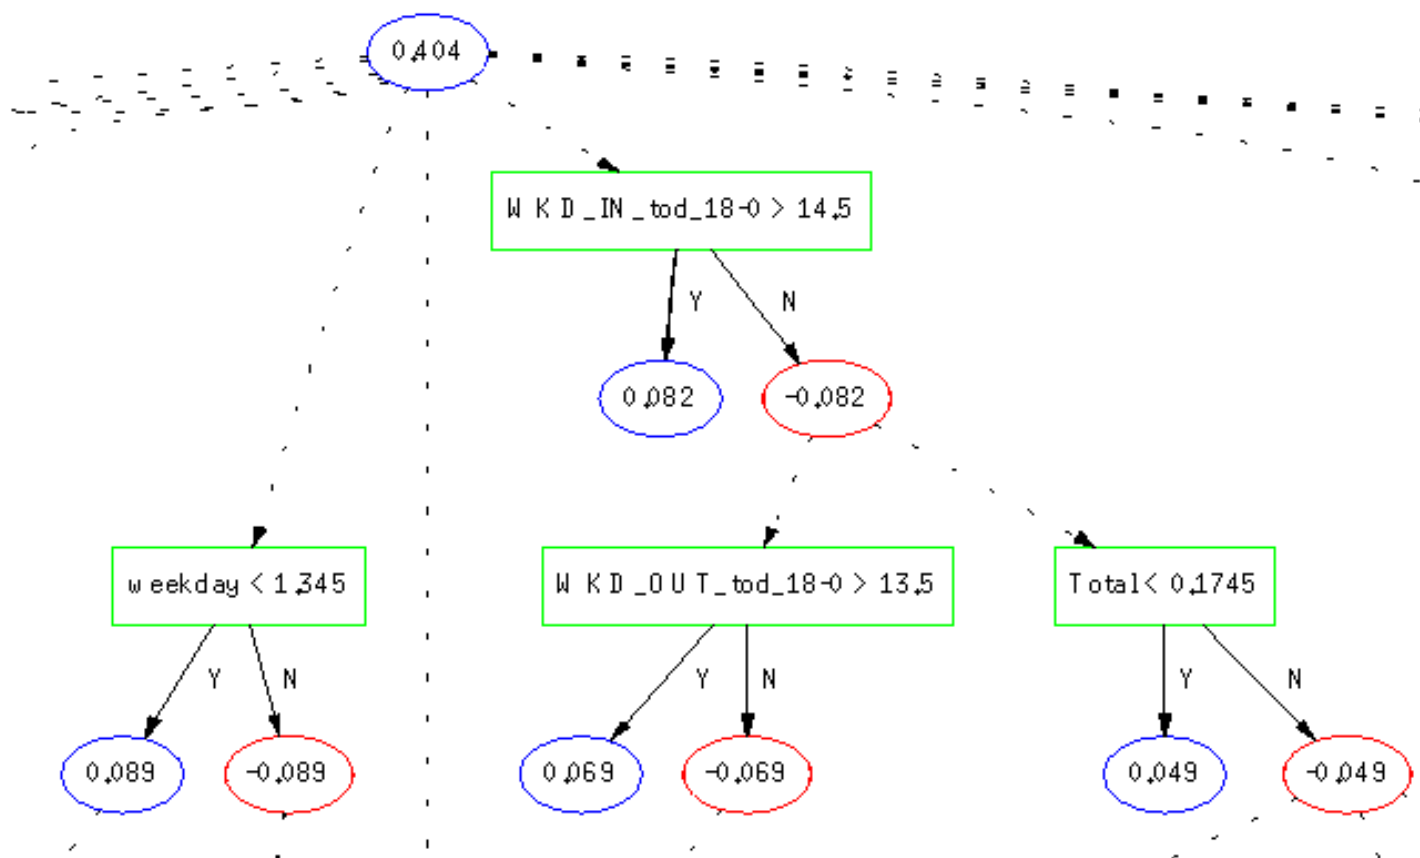 0.404
WKD_IN_tod_18-0 > 14.5
Y N
0.082 -0.082
weekday < 1.345 WKD_OUT_tod_18-0 > 13.5 Total< 0.1745
Y N Y N Y N
0.089 -0.089 0.069 -0.069 0.049 -0.049